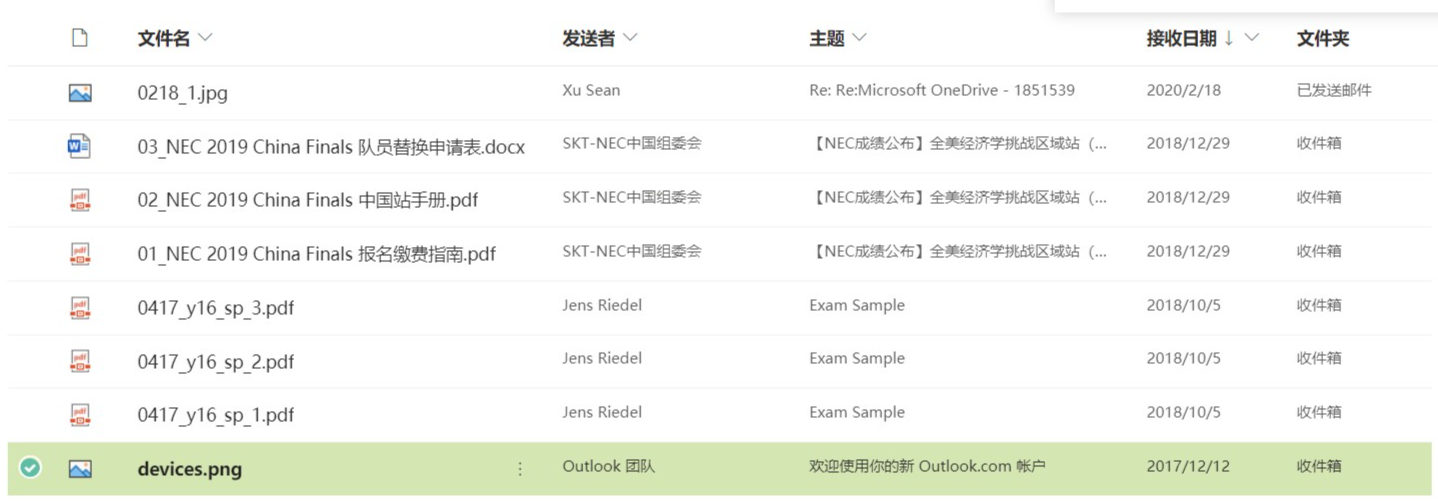 文件名 发送者 主题 接收日期 ↓ 文件夹
0218_1.jpg Xu Sean Re: Re:Microsoft OneDrive - 1851539 2020/2/18 已发送邮件
03_NEC 2019 China Finals 队员替换申请表.docx SKT-NEC中国组委会 【NEC成绩公布】全美经济学挑战区域站（... 2018/12/29 收件箱
02_NEC 2019 China Finals 中国站手册.pdf SKT-NEC中国组委会 【NEC成绩公布】全美经济学挑战区域站（... 2018/12/29 收件箱
01_NEC 2019 China Finals 报名缴费指南.pdf SKT-NEC中国组委会 【NEC成绩公布】全美经济学挑战区域站（... 2018/12/29 收件箱
0417_y16_sp_3.pdf Jens Riedel Exam Sample 2018/10/5 收件箱
0417_y16_sp_2.pdf Jens Riedel Exam Sample 2018/10/5 收件箱
0417_y16_sp_1.pdf Jens Riedel Exam Sample 2018/10/5 收件箱
devices.png Outlook 团队 欢迎使用你的新 Outlook.com 帐户 2017/12/12 收件箱